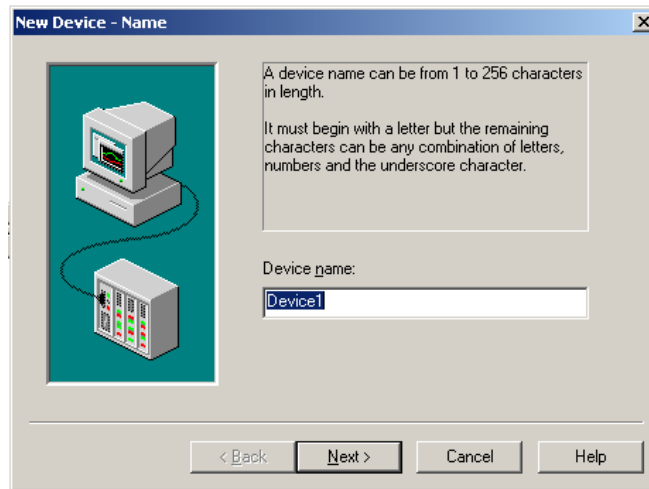 New Device - Name
A device name can be from 1 to 256 characters
in length.
It must begin with a letter but the remaining
characters can be any combination of letters,
numbers and the underscore character.
Device name:
Device1
< Back
Next >
Cancel
Help